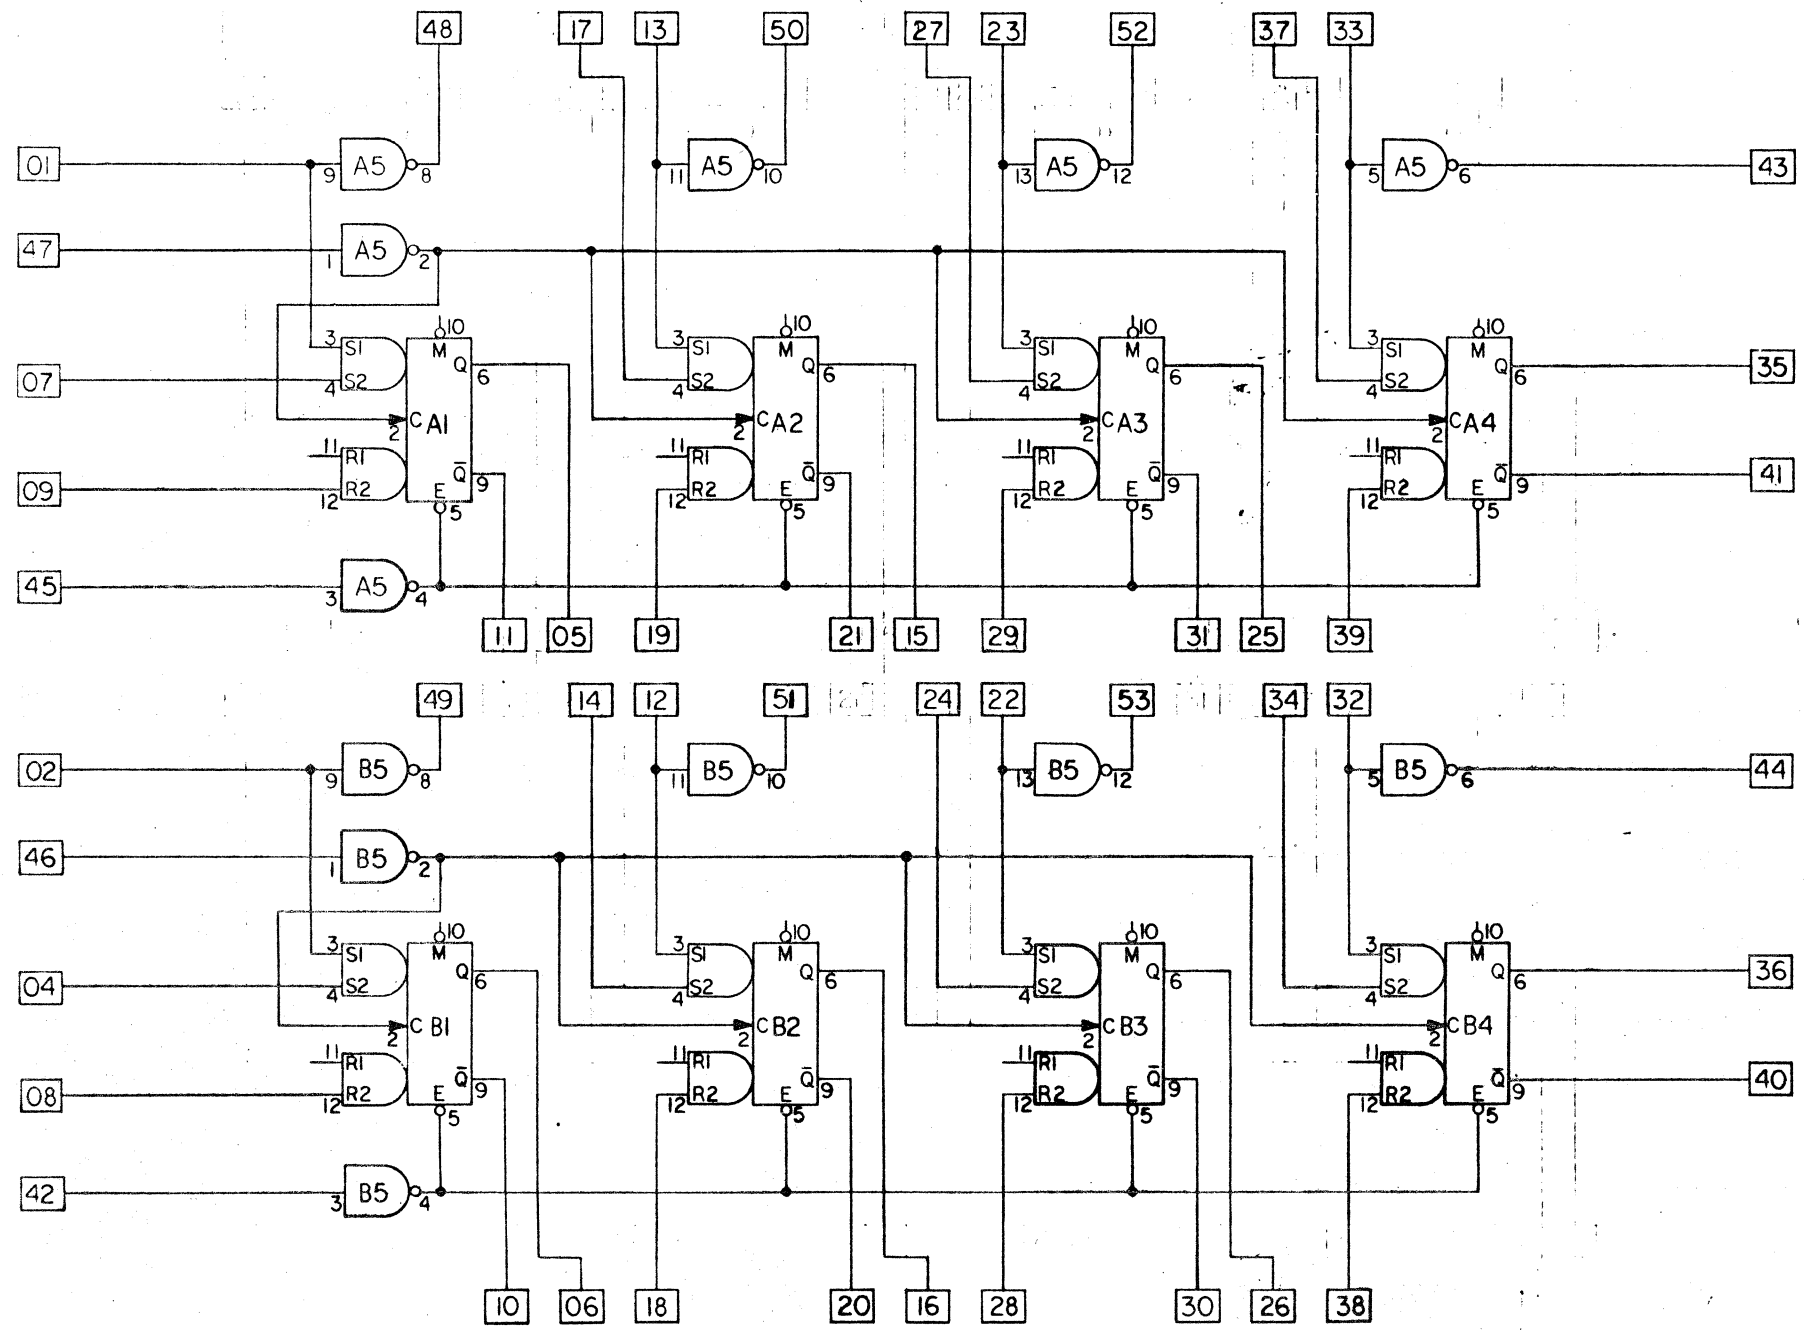 48 17 13 50 27 23 52 37 33
01 9 A5 8 11 A5 10 13 A5 12 5 A5 6 43
47 1 A5 2
10 10 10 10
3 S1 M 3 S1 M 3 S1 M 3 S1 M
Q 6 Q 6 Q 6 Q 6 35
07 4 S2 4 S2 4 S2 4 S2
2 C A1 2 C A2 2 C A3 2 C A4
11 R1 11 R1 11 R1 11 R1
Q̅ 9 Q̅ 9 Q̅ 9 Q̅ 9 41
09 12 R2 E 12 R2 E 12 R2 E 12 R2 E
5 5 5 5
45 3 A5 4
11 05 19 21 15 29 31 25 39
49 14 12 51 24 22 53 34 32
02 9 B5 8 11 B5 10 13 B5 12 5 B5 6 44
46 1 B5 2
10 10 10 10
3 S1 M 3 S1 M 3 S1 M 3 S1 M
Q 6 Q 6 Q 6 Q 6 36
04 4 S2 4 S2 4 S2 4 S2
2 C B1 2 C B2 2 C B3 2 C B4
11 R1 11 R1 11 R1 11 R1
Q̅ 9 Q̅ 9 Q̅ 9 Q̅ 9 40
08 12 R2 E 12 R2 E 12 R2 E 12 R2 E
5 5 5 5
42 3 B5 4
10 06 18 20 16 28 30 26 38